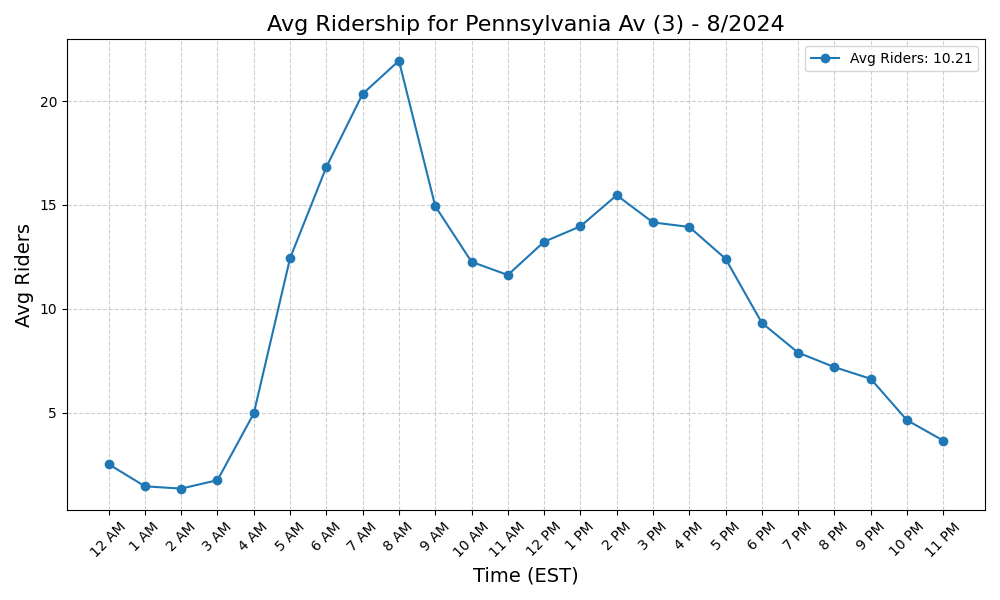 Avg Ridership for Pennsylvania Av (3) - 8/2024
Avg Riders: 10.21
Avg Riders
20
15
10
5
12 AM
1 AM
2 AM
3 AM
4 AM
5 AM
6 AM
7 AM
8 AM
9 AM
10 AM
11 AM
12 PM
1 PM
2 PM
3 PM
4 PM
5 PM
6 PM
7 PM
8 PM
9 PM
10 PM
11 PM
Time (EST)